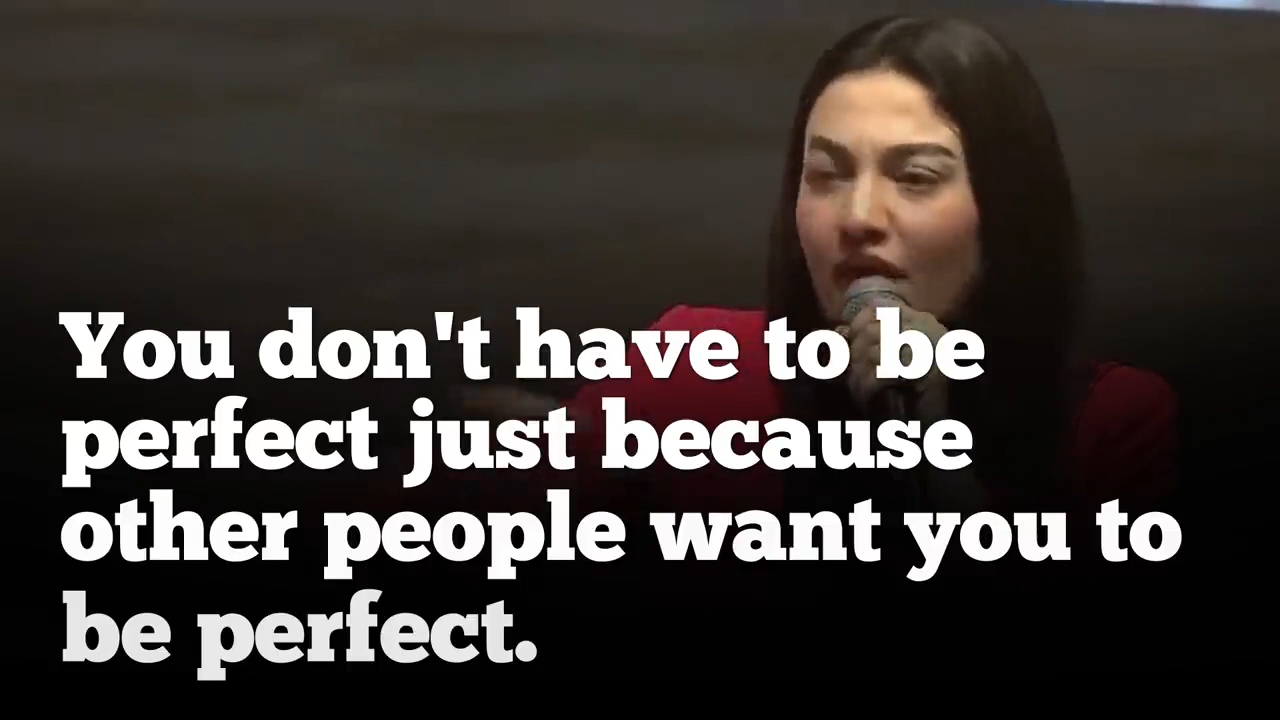 You don't have to be
perfect just because
other people want you to
be perfect.